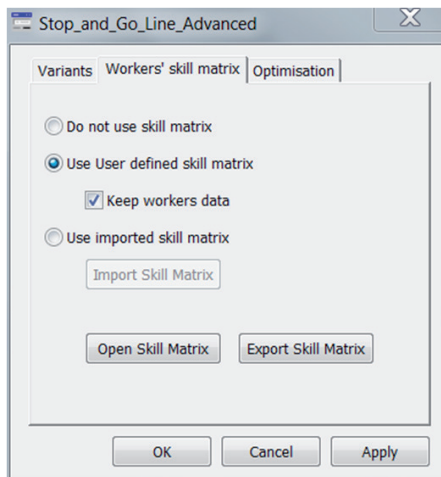 Stop_and_Go_Line_Advanced
Variants Workers' skill matrix Optimisation
Do not use skill matrix
Use User defined skill matrix
Keep workers data
Use imported skill matrix
Import Skill Matrix
Open Skill Matrix Export Skill Matrix
OK Cancel Apply